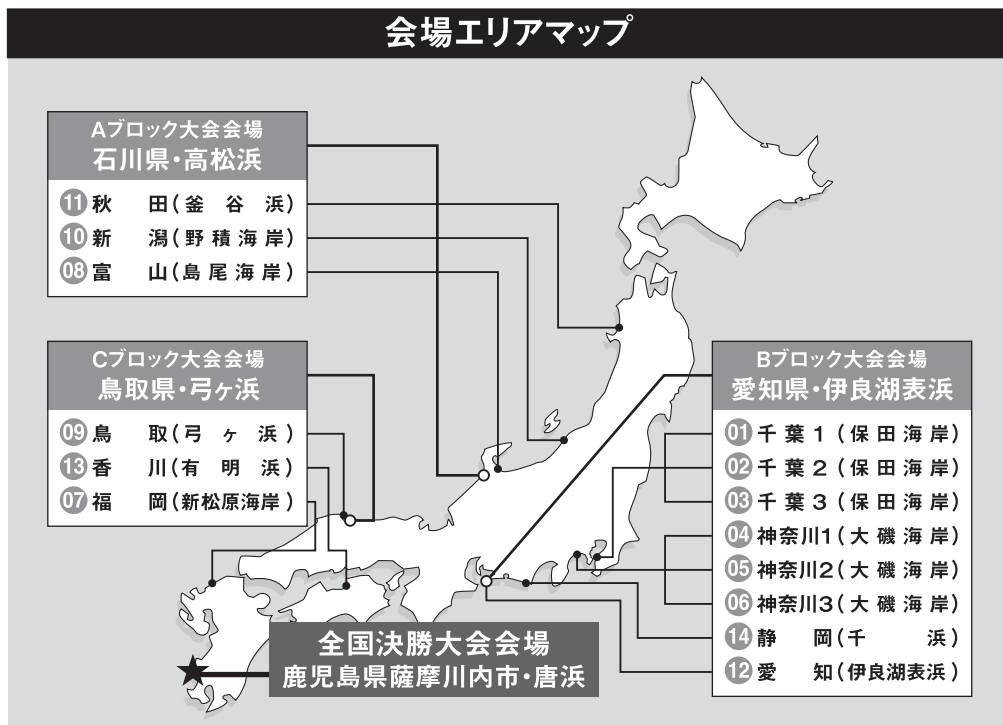 会場エリアマップ
Aブロック大会会場
石川県・高松浜
11 秋田(釜谷浜)
10 新潟(野積海岸)
08 富山(島尾海岸)
Cブロック大会会場
鳥取県・弓ヶ浜
09 鳥取(弓ヶ浜)
13 香川(有明浜)
07 福岡(新松原海岸)
Bブロック大会会場
愛知県・伊良湖表浜
01 千葉1(保田海岸)
02 千葉2(保田海岸)
03 千葉3(保田海岸)
04 神奈川1(大磯海岸)
05 神奈川2(大磯海岸)
06 神奈川3(大磯海岸)
14 静岡(千浜)
12 愛知(伊良湖表浜)
全国決勝大会会場
鹿児島県薩摩川内市・唐浜